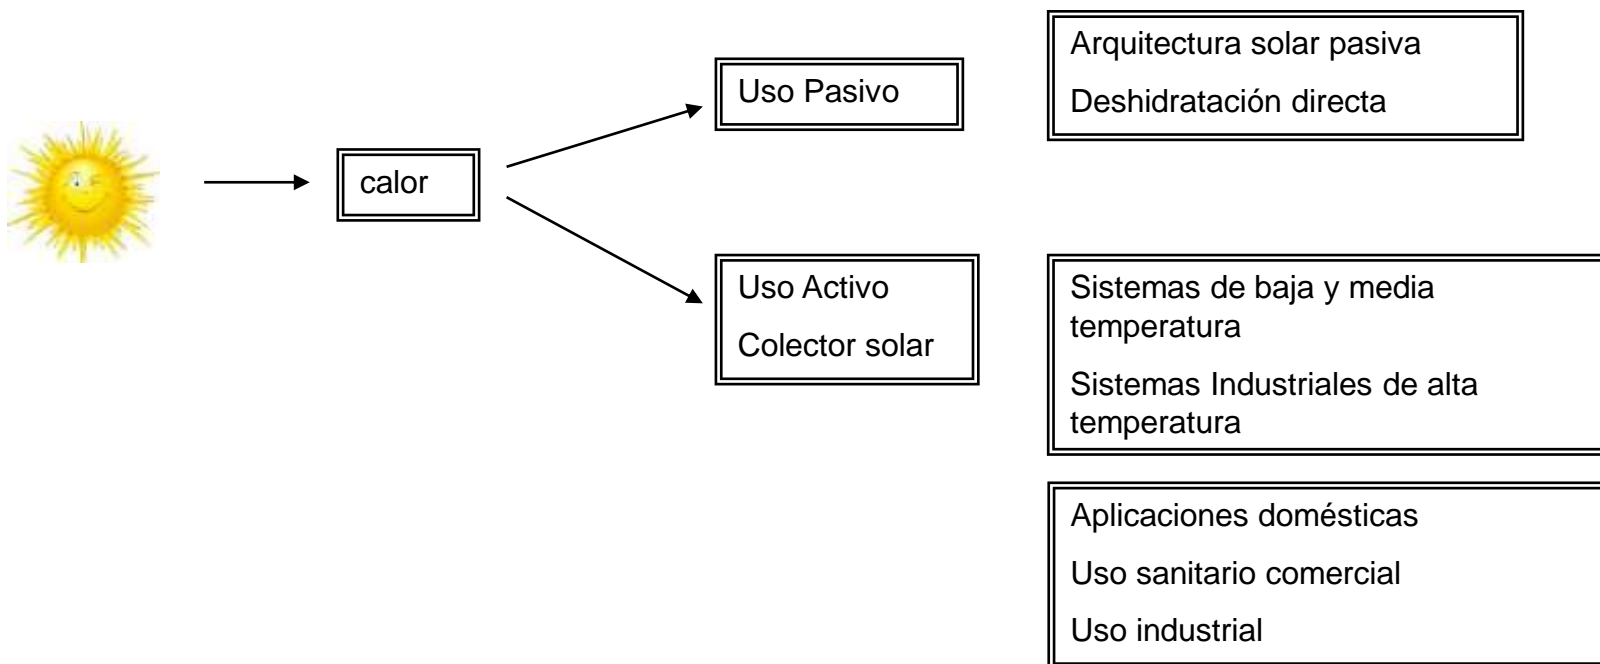 calor
Uso Pasivo
Arquitectura solar pasiva
Deshidratación directa
Uso Activo
Colector solar
Sistemas de baja y media
temperatura
Sistemas Industriales de alta
temperatura
Aplicaciones domésticas
Uso sanitario comercial
Uso industrial